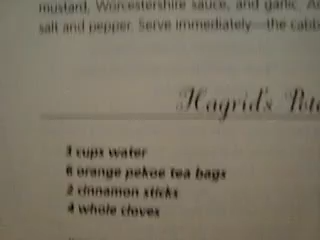 mustard, Worcestershire sauce, and garlic. A
salt and pepper. Serve immediately—the cabb
Hagrid's Pote
3 cups water
6 orange pekoe tea bags
2 cinnamon sticks
4 whole cloves